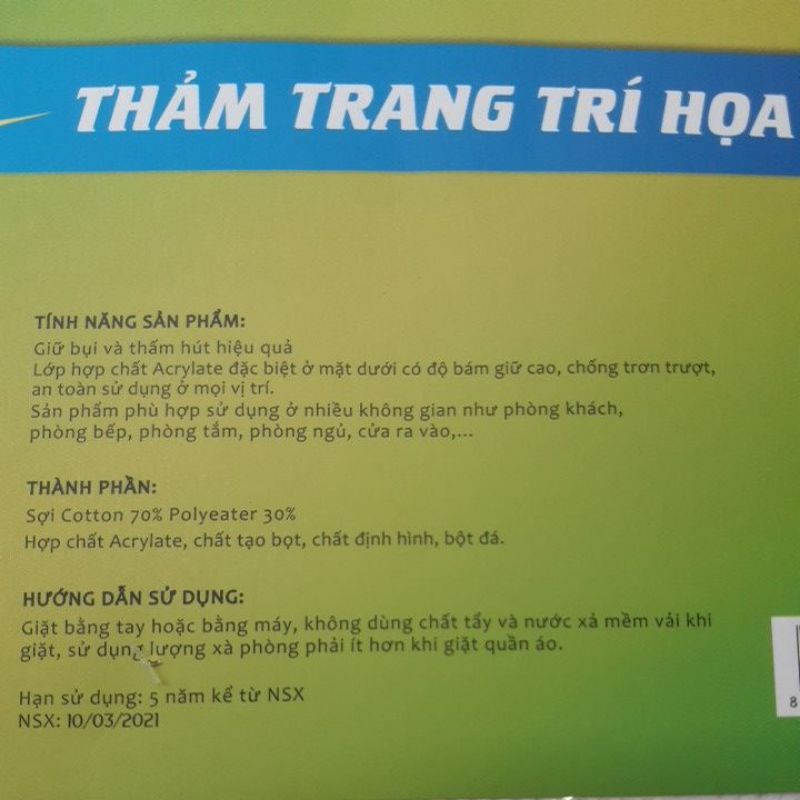 THẢM TRANG TRÍ HỌA
TÍNH NĂNG SẢN PHẨM:
Giữ bụi và thấm hút hiệu quả
Lớp hợp chất Acrylate đặc biệt ở mặt dưới có độ bám giữ cao, chống trơn trượt,
an toàn sử dụng ở mọi vị trí.
Sản phẩm phù hợp sử dụng ở nhiều không gian như phòng khách,
phòng bếp, phòng tắm, phòng ngủ, cửa ra vào,...
THÀNH PHẦN:
Sợi Cotton 70% Polyeater 30%
Hợp chất Acrylate, chất tạo bọt, chất định hình, bột đá.
HƯỚNG DẪN SỬ DỤNG:
Giặt bằng tay hoặc bằng máy, không dùng chất tẩy và nước xả mềm vải khi
giặt, sử dụng lượng xà phòng phải ít hơn khi giặt quần áo.
Hạn sử dụng: 5 năm kể từ NSX
NSX: 10/03/2021
8